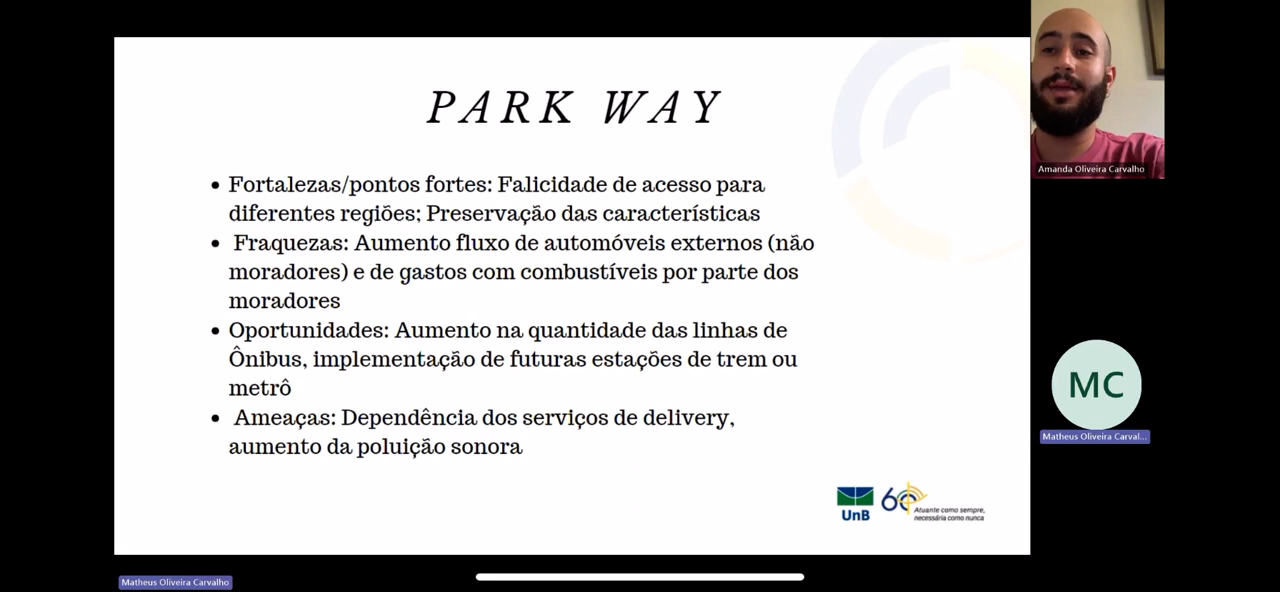 PARK WAY
• Fortalezas/pontos fortes: Falicidade de acesso para
diferentes regiões; Preservação das características
• Fraquezas: Aumento fluxo de automóveis externos (não
moradores) e de gastos com combustíveis por parte dos
moradores
• Oportunidades: Aumento na quantidade das linhas de
Ônibus, implementação de futuras estações de trem ou
metrô
• Ameaças: Dependência dos serviços de delivery,
aumento da poluição sonora
UnB
60
Atuante como sempre,
necessária como nunca
Amanda Oliveira Carvalho
MC
Matheus Oliveira Carval...
Matheus Oliveira Carvalho